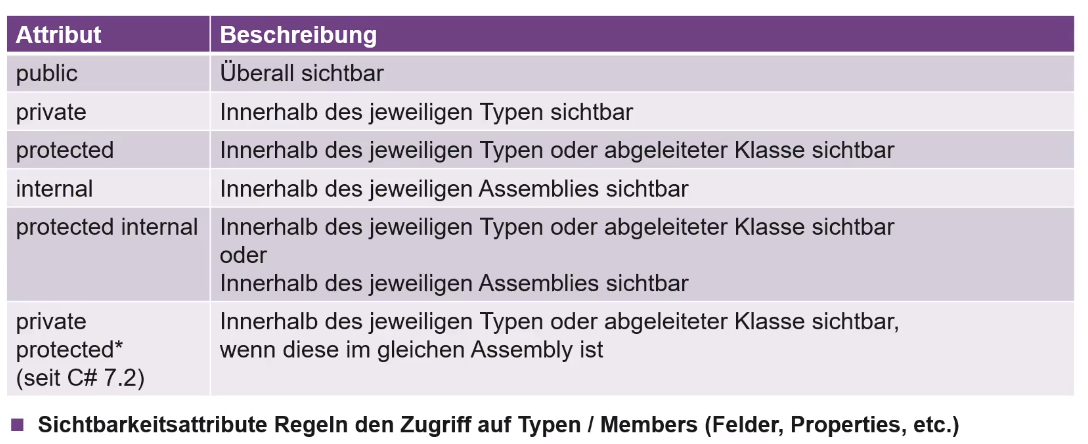 Attribut Beschreibung
public Überall sichtbar
private Innerhalb des jeweiligen Typen sichtbar
protected Innerhalb des jeweiligen Typen oder abgeleiteter Klasse sichtbar
internal Innerhalb des jeweiligen Assemblies sichtbar
protected internal Innerhalb des jeweiligen Typen oder abgeleiteter Klasse sichtbar
oder
Innerhalb des jeweiligen Assemblies sichtbar
private Innerhalb des jeweiligen Typen oder abgeleiteter Klasse sichtbar,
protected* wenn diese im gleichen Assembly ist
(seit C# 7.2)
Sichtbarkeitsattribute Regeln den Zugriff auf Typen / Members (Felder, Properties, etc.)